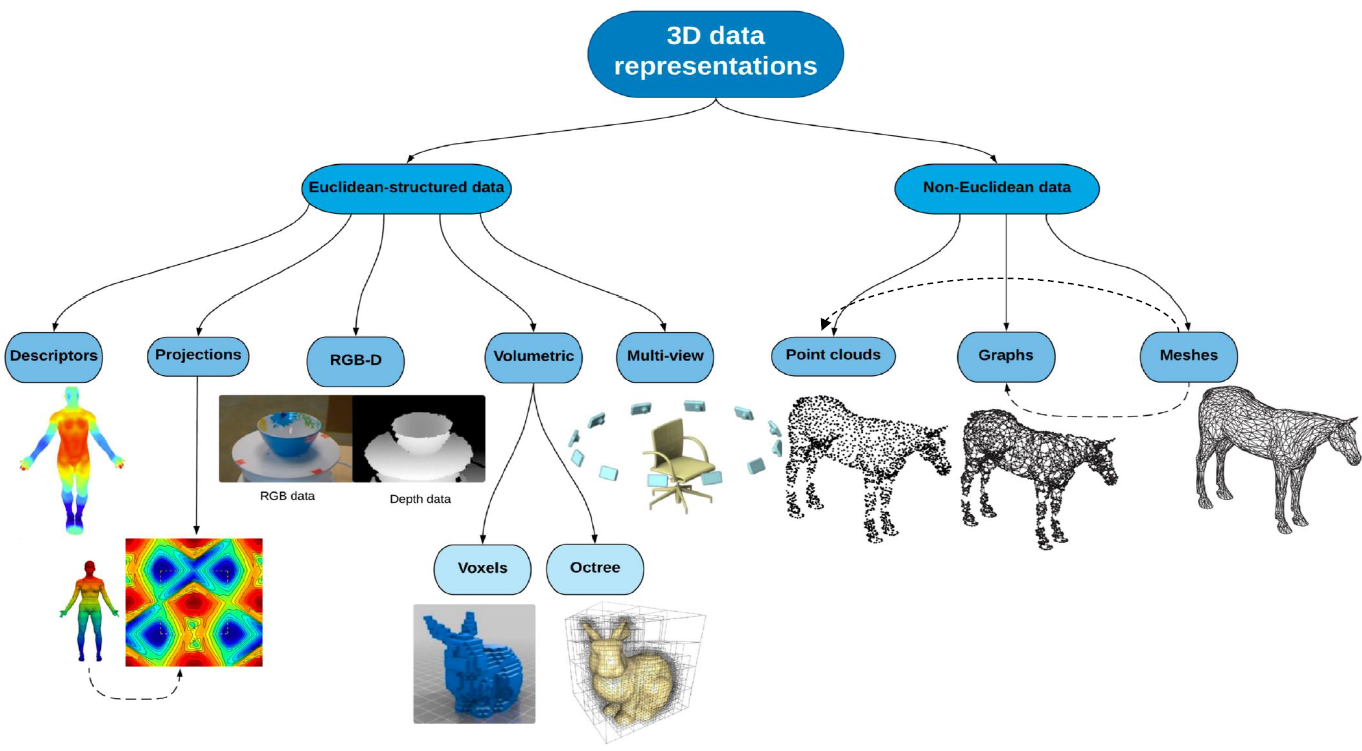 3D data
representations
Euclidean-structured data
Non-Euclidean data
Descriptors
Projections
RGB-D
Volumetric
Multi-view
Point clouds
Graphs
Meshes
RGB data
Depth data
Voxels
Octree